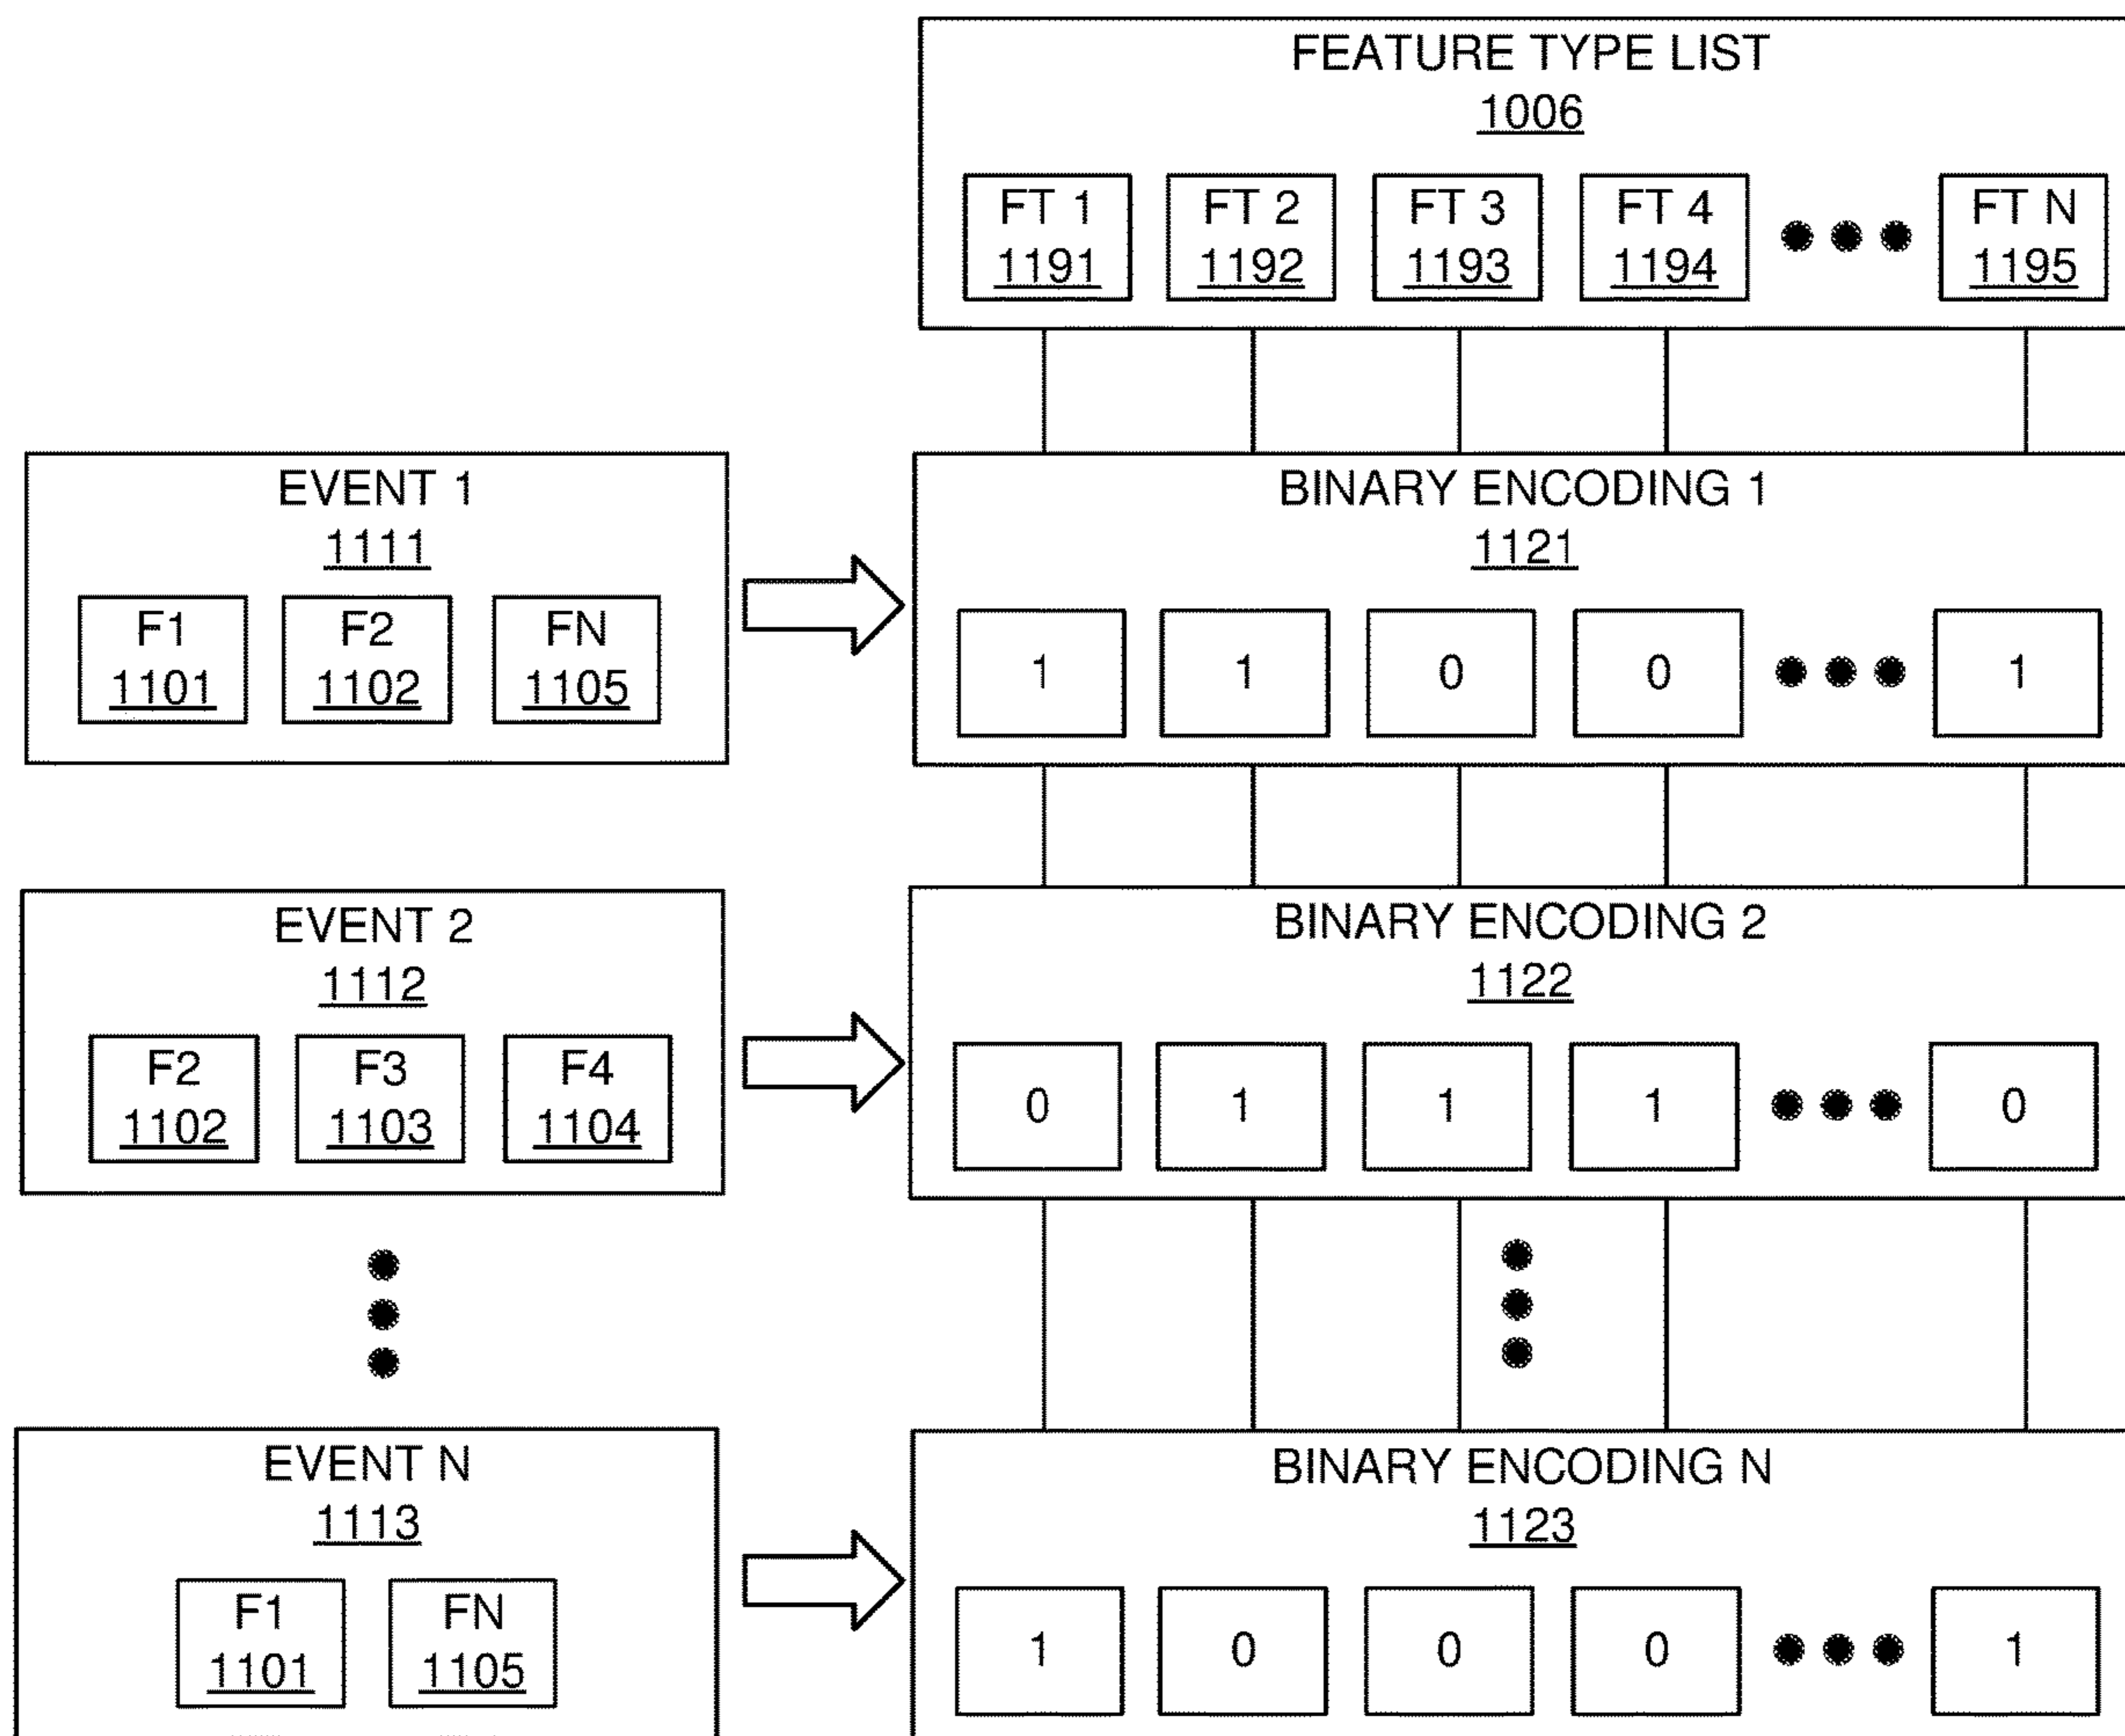 FEATURE TYPE LIST
1006
FT 1 FT 2 FT 3 FT 4 FT N
1191 1192 1193 1194 1195
EVENT 1
1111
F1 F2 FN
1101 1102 1105
BINARY ENCODING 1
1121
1 1 0 0 1
EVENT 2
1112
F2 F3 F4
1102 1103 1104
BINARY ENCODING 2
1122
0 1 1 1 0
EVENT N
1113
F1 FN
1101 1105
BINARY ENCODING N
1123
1 0 0 0 1